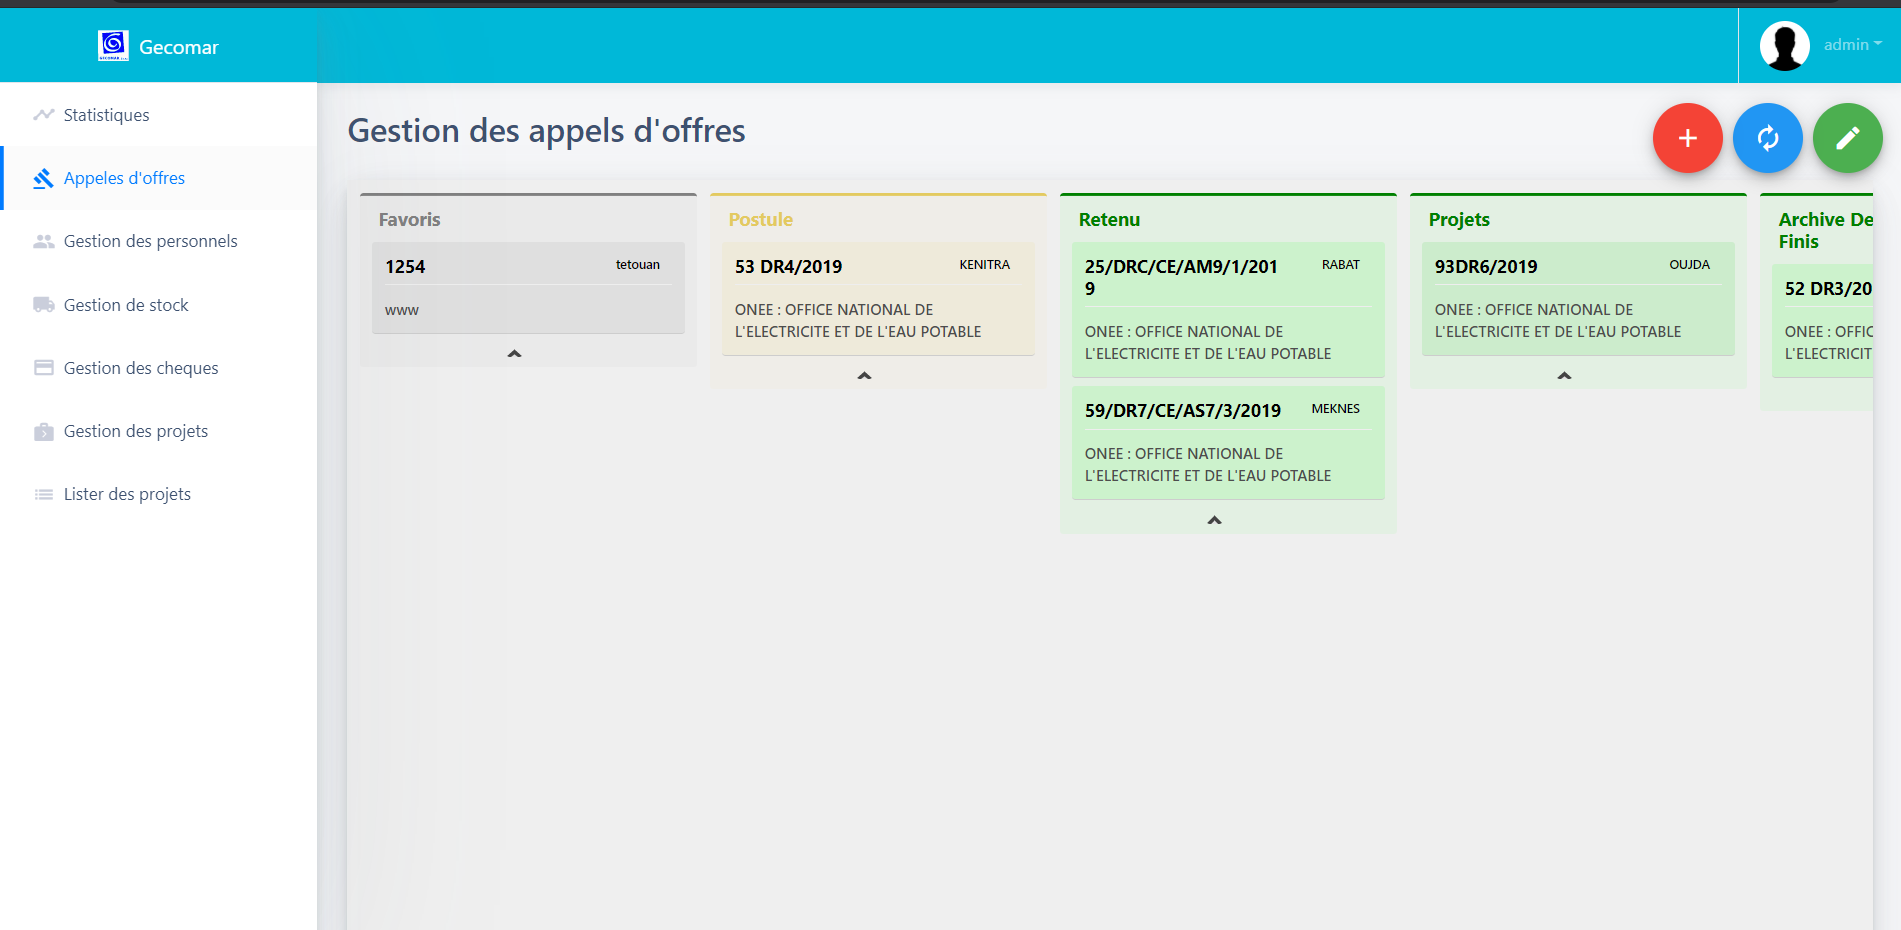 Gecomar
admin
Statistiques
Appeles d'offres
Gestion des personnels
Gestion de stock
Gestion des cheques
Gestion des projets
Lister des projets
Gestion des appels d'offres
Favoris
1254
tetouan
www
Postule
53 DR4/2019
KENITRA
ONEE : OFFICE NATIONAL DE
L'ELECTRICITE ET DE L'EAU POTABLE
Retenu
25/DRC/CE/AM9/1/201
9
RABAT
ONEE : OFFICE NATIONAL DE
L'ELECTRICITE ET DE L'EAU POTABLE
59/DR7/CE/AS7/3/2019
MEKNES
ONEE : OFFICE NATIONAL DE
L'ELECTRICITE ET DE L'EAU POTABLE
Projets
93DR6/2019
OUJDA
ONEE : OFFICE NATIONAL DE
L'ELECTRICITE ET DE L'EAU POTABLE
Archive De
Finis
52 DR3/20
ONEE : OFFIC
L'ELECTRICIT